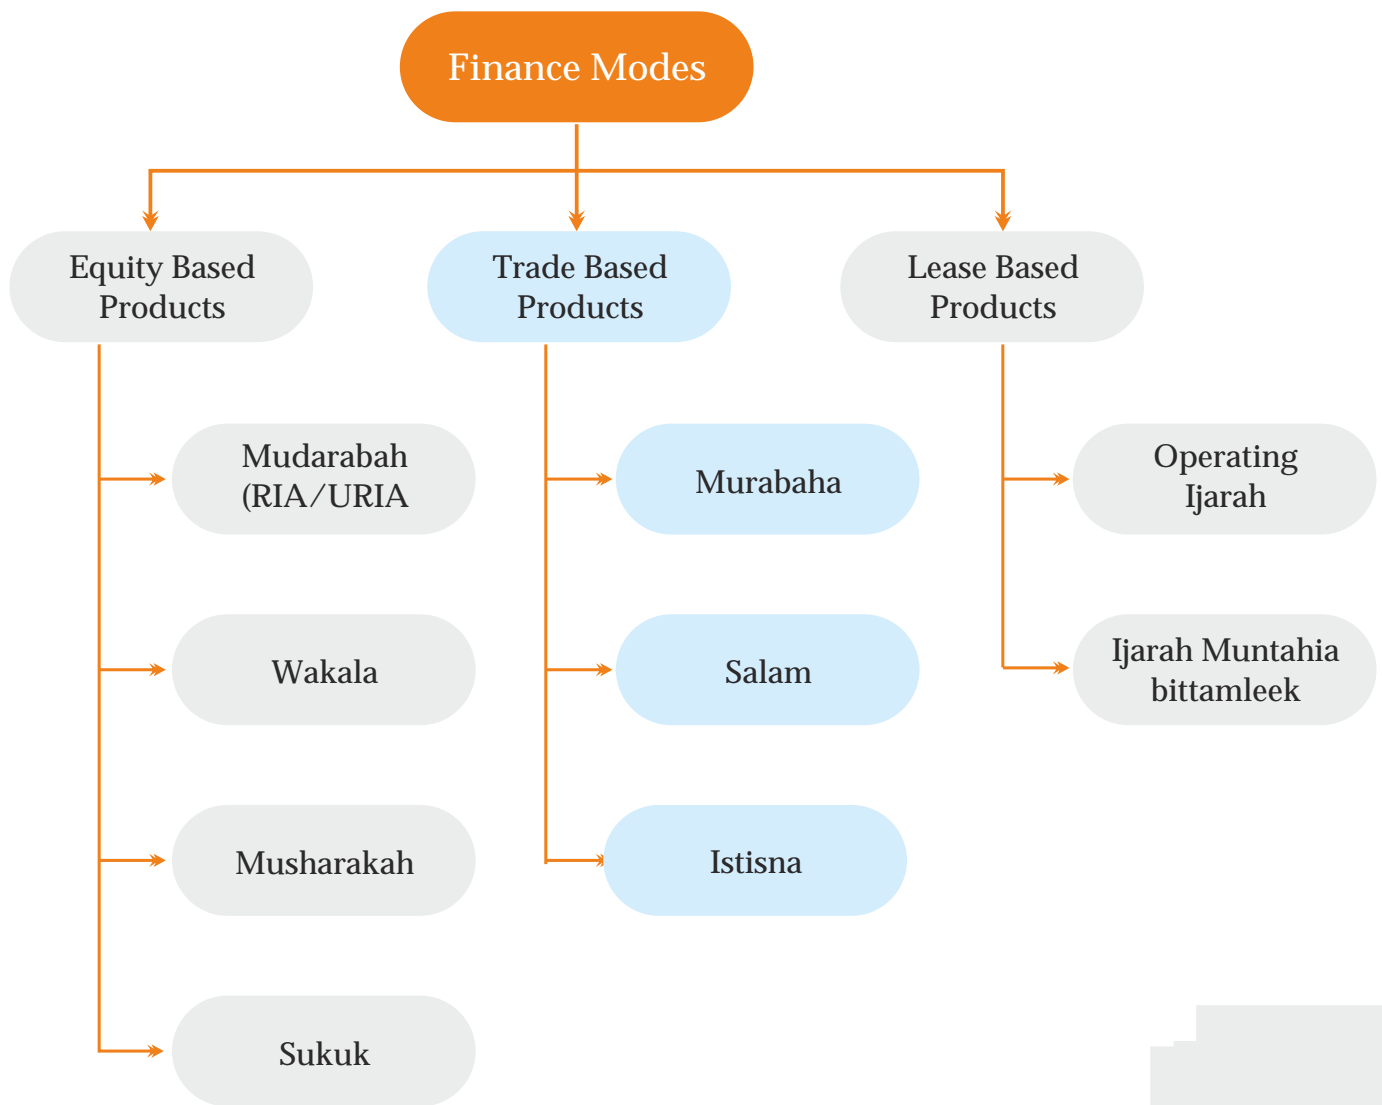 Finance Modes
Equity Based
Products
Trade Based
Products
Lease Based
Products
Mudarabah
(RIA/URIA
Murabaha
Operating
Ijarah
Wakala
Salam
Ijarah Muntahia
bittamleek
Musharakah
Istisna
Sukuk